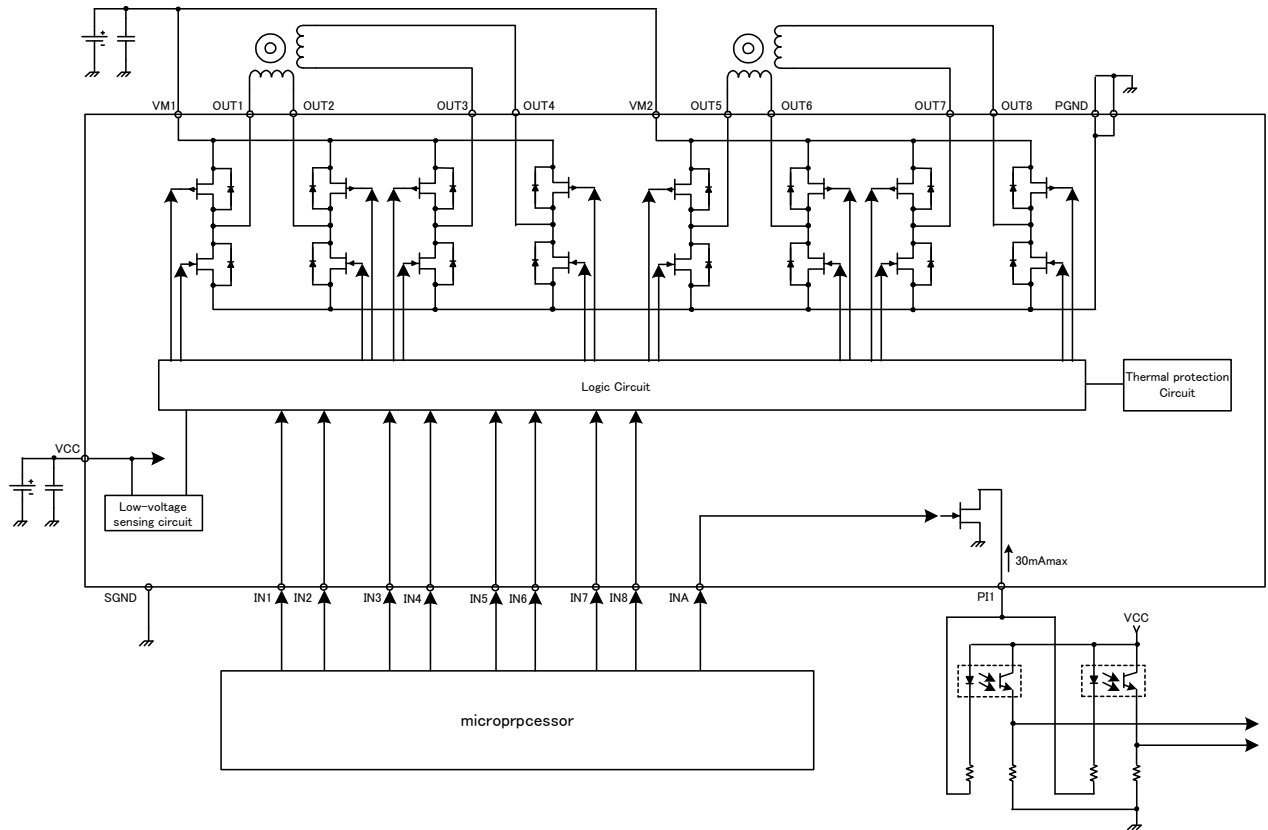 VM1
OUT1
OUT2
OUT3
OUT4
VM2
OUT5
OUT6
OUT7
OUT8
PGND
Logic Circuit
Thermal protection
Circuit
VCC
Low-voltage
sensing circuit
30mAmax
SGND
IN1
IN2
IN3
IN4
IN5
IN6
IN7
IN8
INA
PI1
VCC
microprpcessor